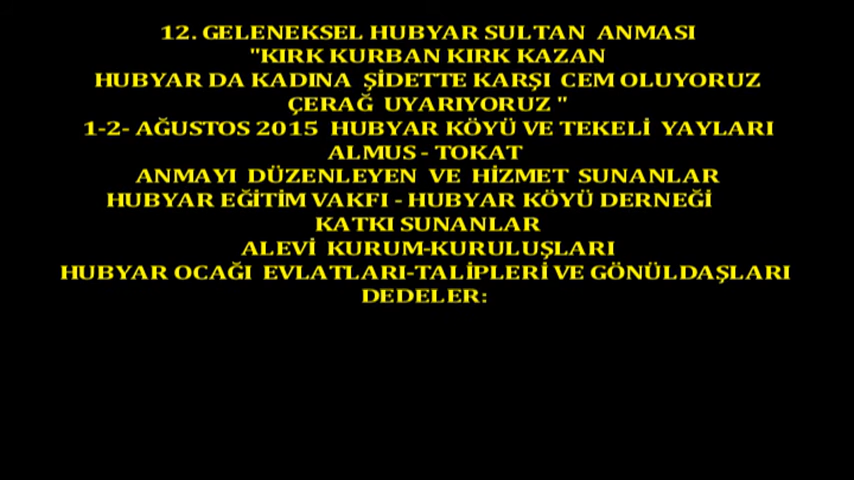 12. GELENEKSEL HUBYAR SULTAN ANMASI
"KIRK KURBAN KIRK KAZAN
HUBYAR DA KADINA ŞİDETTE KARŞI CEM OLUYORUZ
ÇERAĞ UYARIYORUZ "
1-2- AĞUSTOS 2015 HUBYAR KÖYÜ VE TEKELİ YAYLARI
ALMUS - TOKAT
ANMAYI DÜZENLEYEN VE HİZMET SUNANLAR
HUBYAR EĞİTİM VAKFI - HUBYAR KÖYÜ DERNEĞİ
KATKI SUNANLAR
ALEVİ KURUM-KURULUŞLARI
HUBYAR OCAĞI EVLATLARI-TALİPLERİ VE GÖNÜLDAŞLARI
DEDELER: